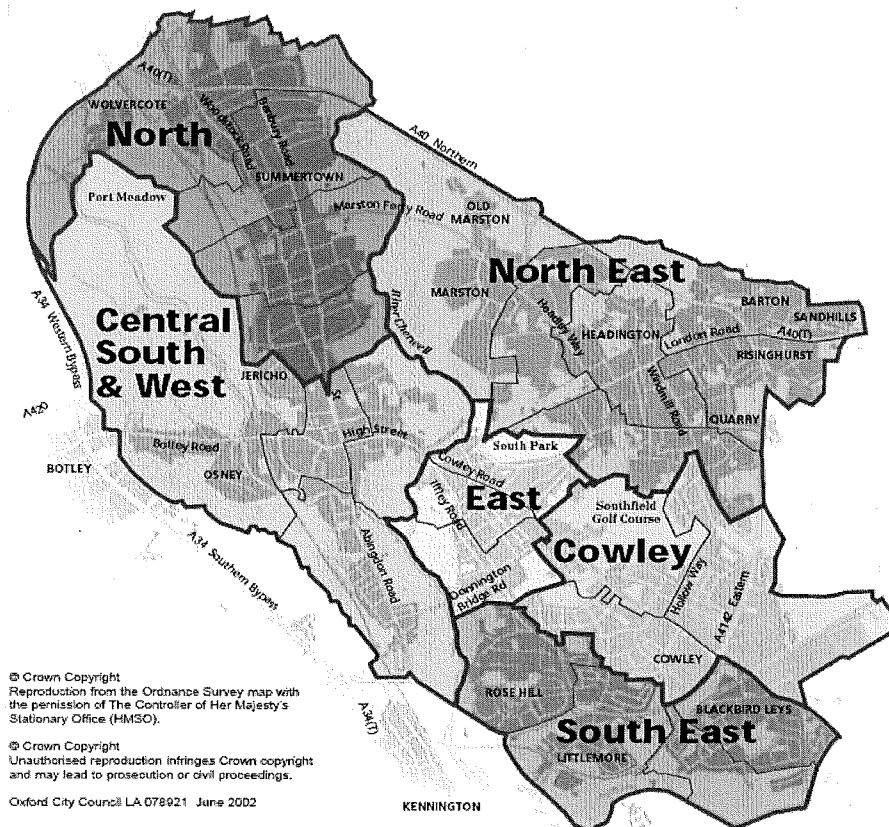 A40(T)
WOLVERCOTE
Woodstock Road
Banbury Road
North
A40 Northern
SUMMERTOWN
Port Meadow
Marston Ferry Road
OLD
MARSTON
North East
MARSTON
Headley Way
BARTON
SANDHILLS
HEADINGTON
London Road
A40(T)
RISINGHURST
River Cherwell
A34 Western Bypass
Central
South
& West
JERICHO
Windmill Road
QUARRY
St
A420
High Street
Botley Road
BOTLEY
OSNEY
South Park
Cowley Road
East
Iffley Road
Southfield
Golf Course
Cowley
A34 Southern Bypass
Abingdon Road
Donnington
Bridge Rd
Hollow Way
A4142 Eastern
COWLEY
ROSE HILL
BLACKBIRD LEYS
South East
LITTLEMORE
A34(T)
KENNINGTON
© Crown Copyright
Reproduction from the Ordnance Survey map with
the permission of The Controller of Her Majesty's
Stationary Office (HMSO).
© Crown Copyright
Unauthorised reproduction infringes Crown copyright
and may lead to prosecution or civil proceedings.
Oxford City Council LA 078921 June 2002